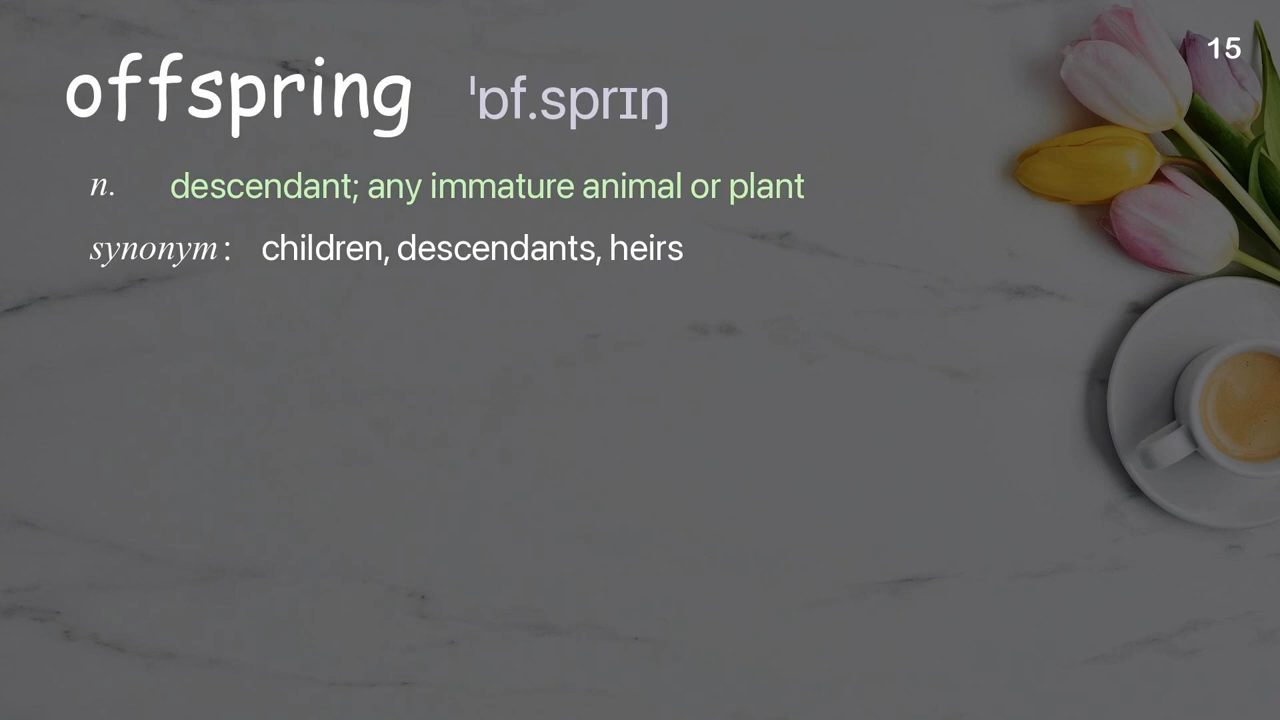 15
offspring ˈɒf.sprɪŋ
n. descendant; any immature animal or plant
synonym: children, descendants, heirs